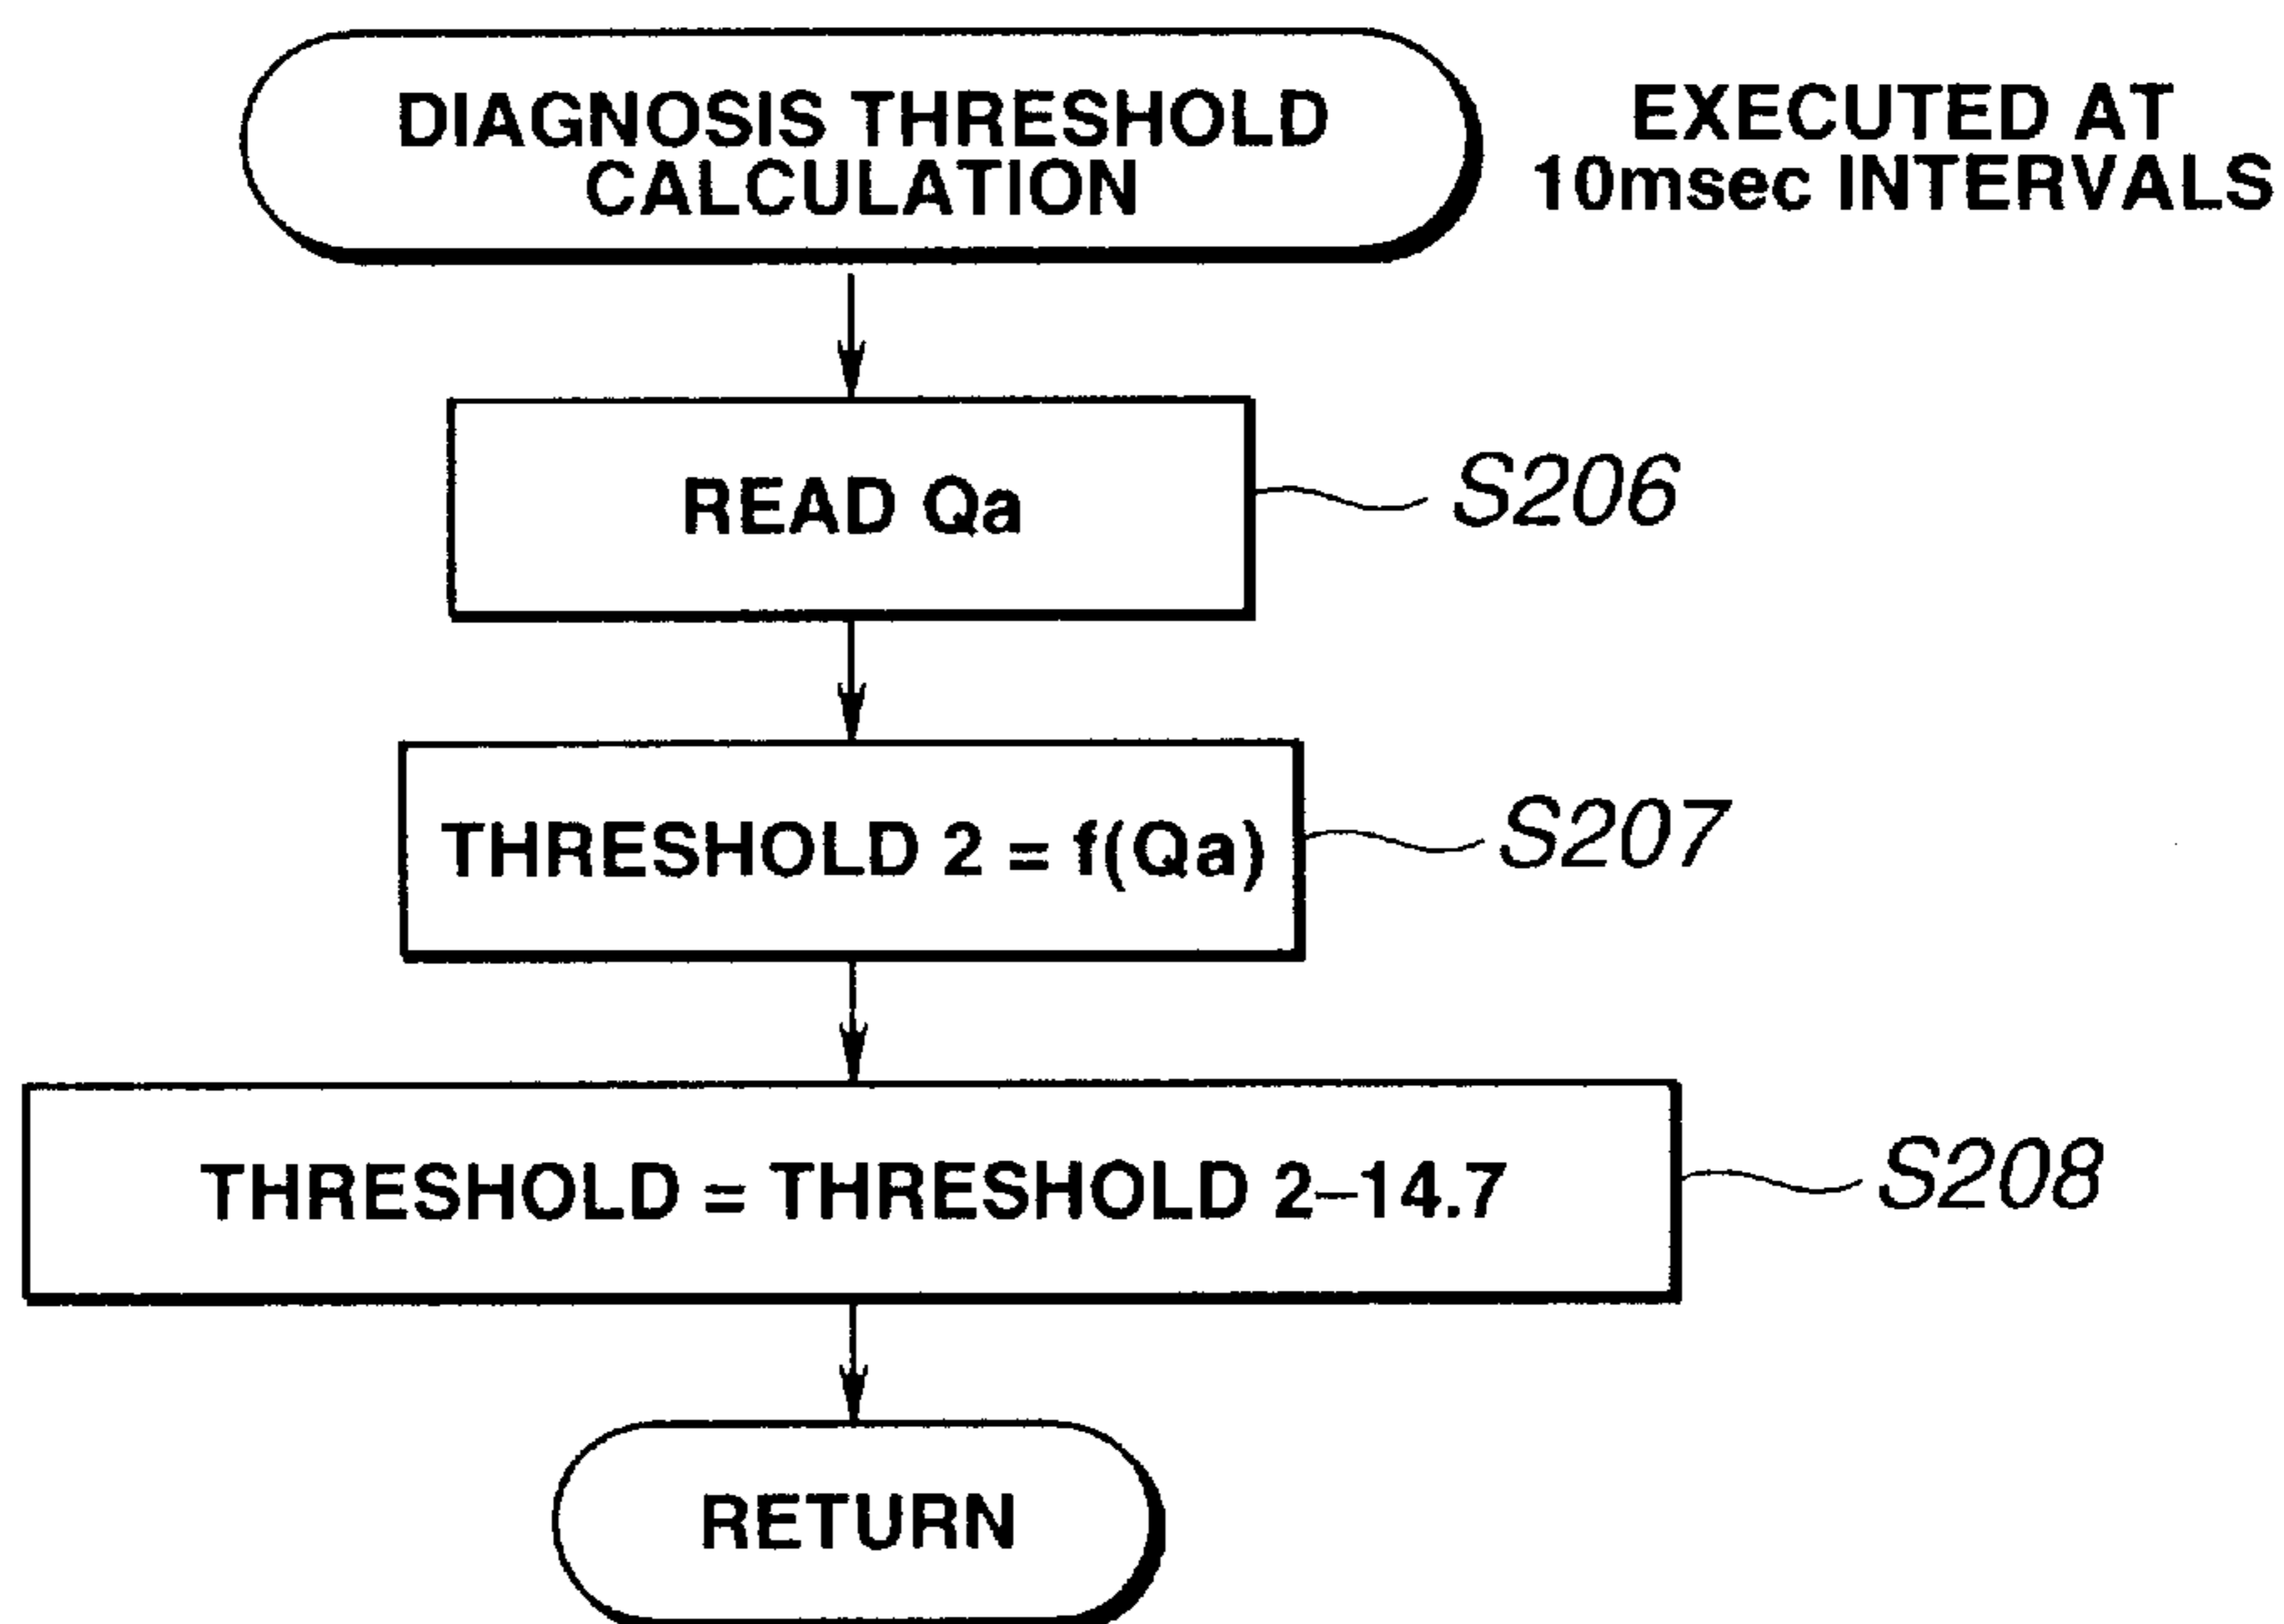 DIAGNOSIS THRESHOLD
CALCULATION
EXECUTED AT
10msec INTERVALS
READ Qa
S206
THRESHOLD 2 = f(Qa)
S207
THRESHOLD = THRESHOLD 2–14.7
S208
RETURN